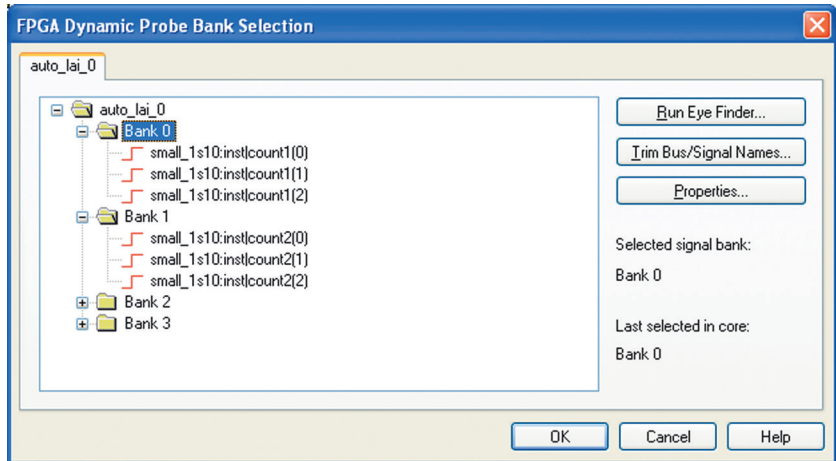 FPGA Dynamic Probe Bank Selection
auto_lai_0
auto_lai_0
Bank 0
small_1s10:inst|count1(0)
small_1s10:inst|count1(1)
small_1s10:inst|count1(2)
Bank 1
small_1s10:inst|count2(0)
small_1s10:inst|count2(1)
small_1s10:inst|count2(2)
Bank 2
Bank 3
Run Eye Finder...
Trim Bus/Signal Names...
Properties...
Selected signal bank:
Bank 0
Last selected in core:
Bank 0
OK
Cancel
Help